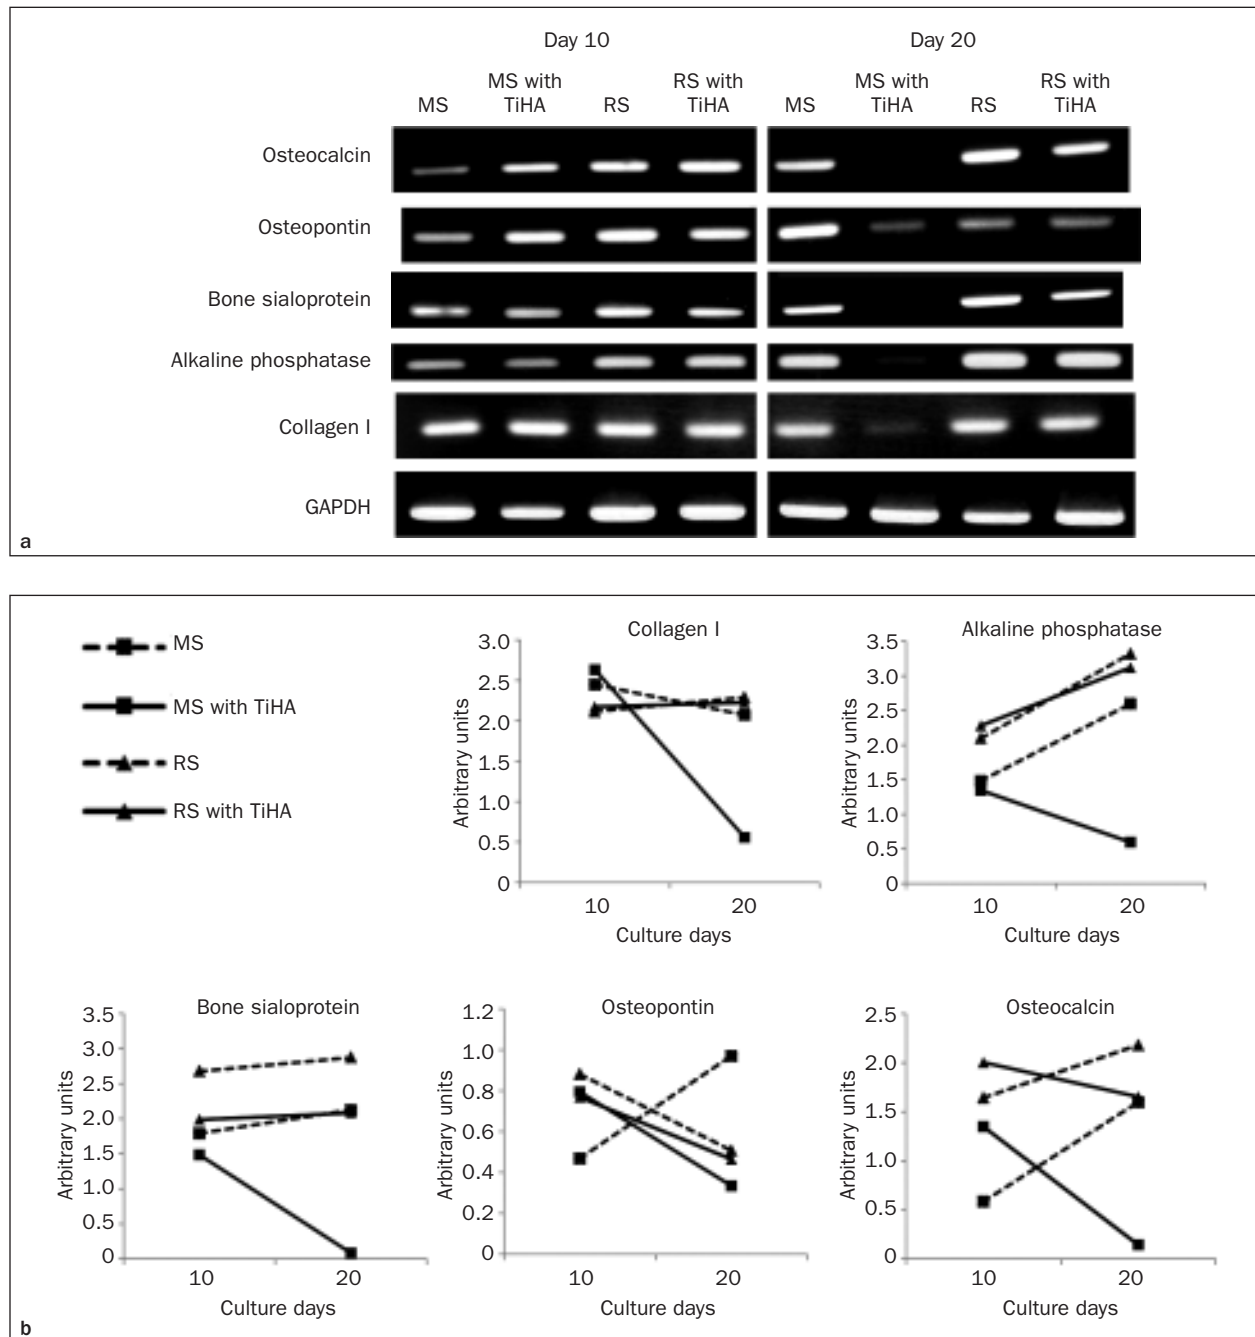 Day 10 Day 20
MS MS with TiHA RS RS with TiHA MS MS with TiHA RS RS with TiHA
Osteocalcin
Osteopontin
Bone sialoprotein
Alkaline phosphatase
Collagen I
GAPDH
a
MS
MS with TiHA
RS
RS with TiHA
Collagen I
Arbitrary units
3.0
2.5
2.0
1.5
1.0
0.5
0
10 20
Culture days
Alkaline phosphatase
Arbitrary units
3.5
3.0
2.5
2.0
1.5
1.0
0.5
0
10 20
Culture days
Bone sialoprotein
Arbitrary units
3.5
3.0
2.5
2.0
1.5
1.0
0.5
0
10 20
Culture days
Osteopontin
Arbitrary units
1.2
1.0
0.8
0.6
0.4
0.2
0
10 20
Culture days
Osteocalcin
Arbitrary units
2.5
2.0
1.5
1.0
0.5
0
10 20
Culture days
b